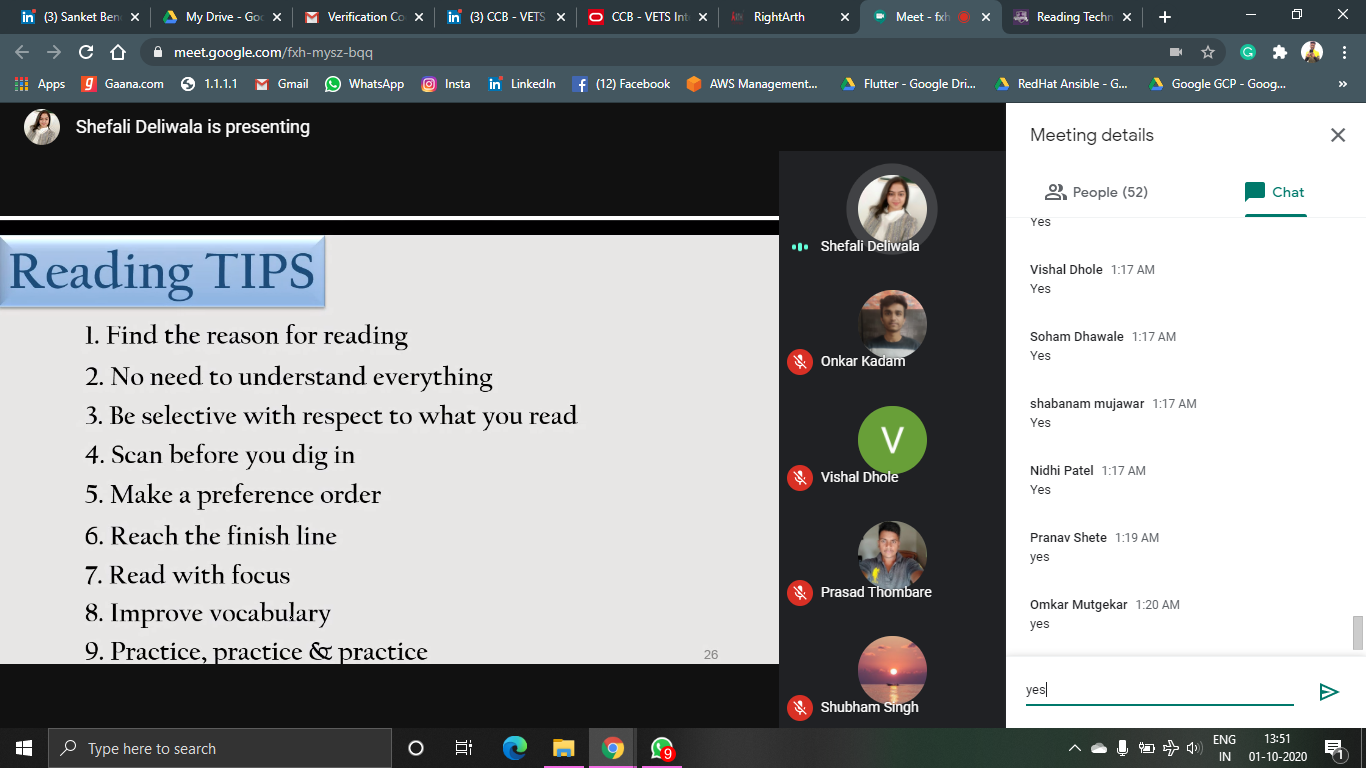 (3) Sanket Ben
My Drive - Goo
Verification Co
(3) CCB - VETS
CCB - VETS Int
RightArth
Meet - fxh
Reading Techn
meet.google.com/fxh-mysz-bqq
Apps
Gaana.com
1.1.1.1
Gmail
WhatsApp
Insta
LinkedIn
(12) Facebook
AWS Management...
Flutter - Google Dri...
RedHat Ansible - G...
Google GCP - Goog...
Shefali Deliwala is presenting
Reading TIPS
1. Find the reason for reading
2. No need to understand everything
3. Be selective with respect to what you read
4. Scan before you dig in
5. Make a preference order
6. Reach the finish line
7. Read with focus
8. Improve vocabulary
9. Practice, practice & practice
26
Shefali Deliwala
Onkar Kadam
V
Vishal Dhole
Prasad Thombare
Shubham Singh
Meeting details
People (52)
Chat
Yes
Vishal Dhole 1:17 AM
Yes
Soham Dhawale 1:17 AM
Yes
shabanam mujawar 1:17 AM
Yes
Nidhi Patel 1:17 AM
Yes
Pranav Shete 1:19 AM
yes
Omkar Mutgekar 1:20 AM
yes
yes
Type here to search
9
ENG
IN
13:51
01-10-2020
1